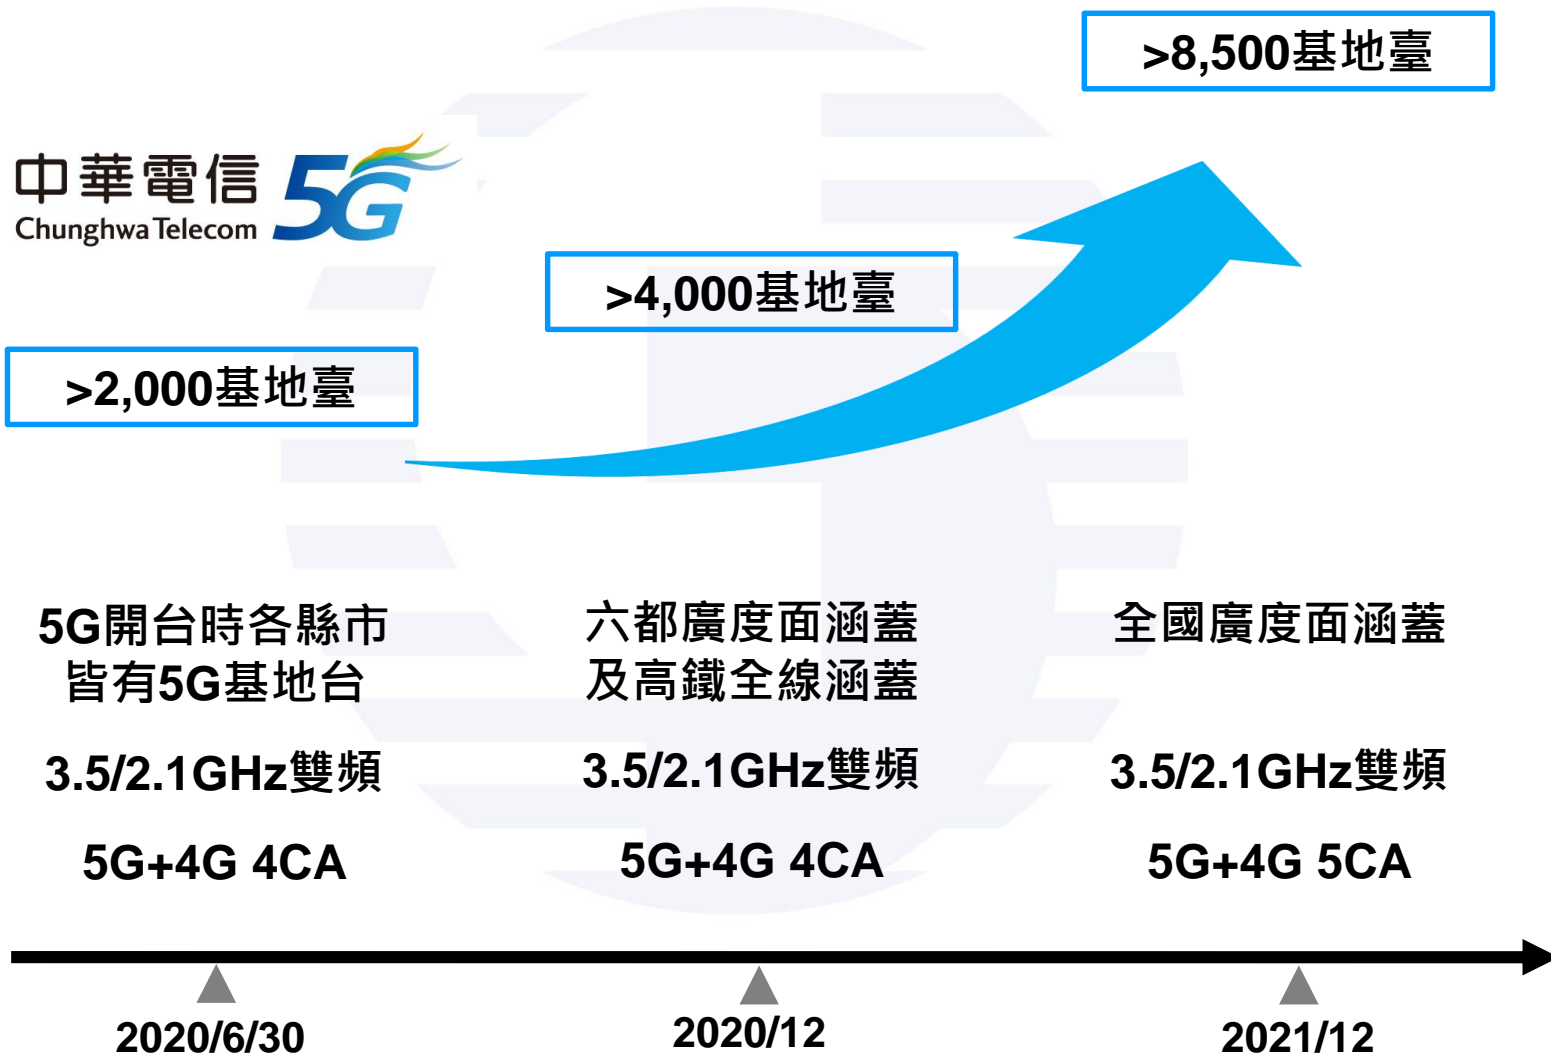 >8,500基地臺
中華電信 5G
Chunghwa Telecom
>4,000基地臺
>2,000基地臺
5G開台時各縣市
皆有5G基地台
3.5/2.1GHz雙頻
5G+4G 4CA
六都廣度面涵蓋
及高鐵全線涵蓋
3.5/2.1GHz雙頻
5G+4G 4CA
全國廣度面涵蓋
3.5/2.1GHz雙頻
5G+4G 5CA
2020/6/30
2020/12
2021/12